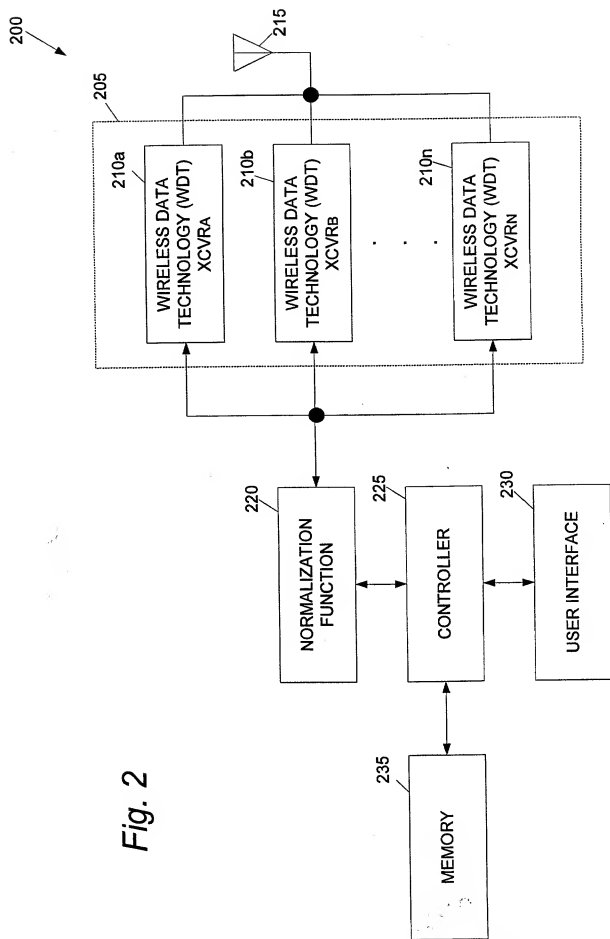 200
215
205
210a
WIRELESS DATA
TECHNOLOGY (WDT)
XCVRA
210b
WIRELESS DATA
TECHNOLOGY (WDT)
XCVRB
. . .
210n
WIRELESS DATA
TECHNOLOGY (WDT)
XCVRN
220
NORMALIZATION
FUNCTION
225
CONTROLLER
230
USER INTERFACE
235
MEMORY
Fig. 2